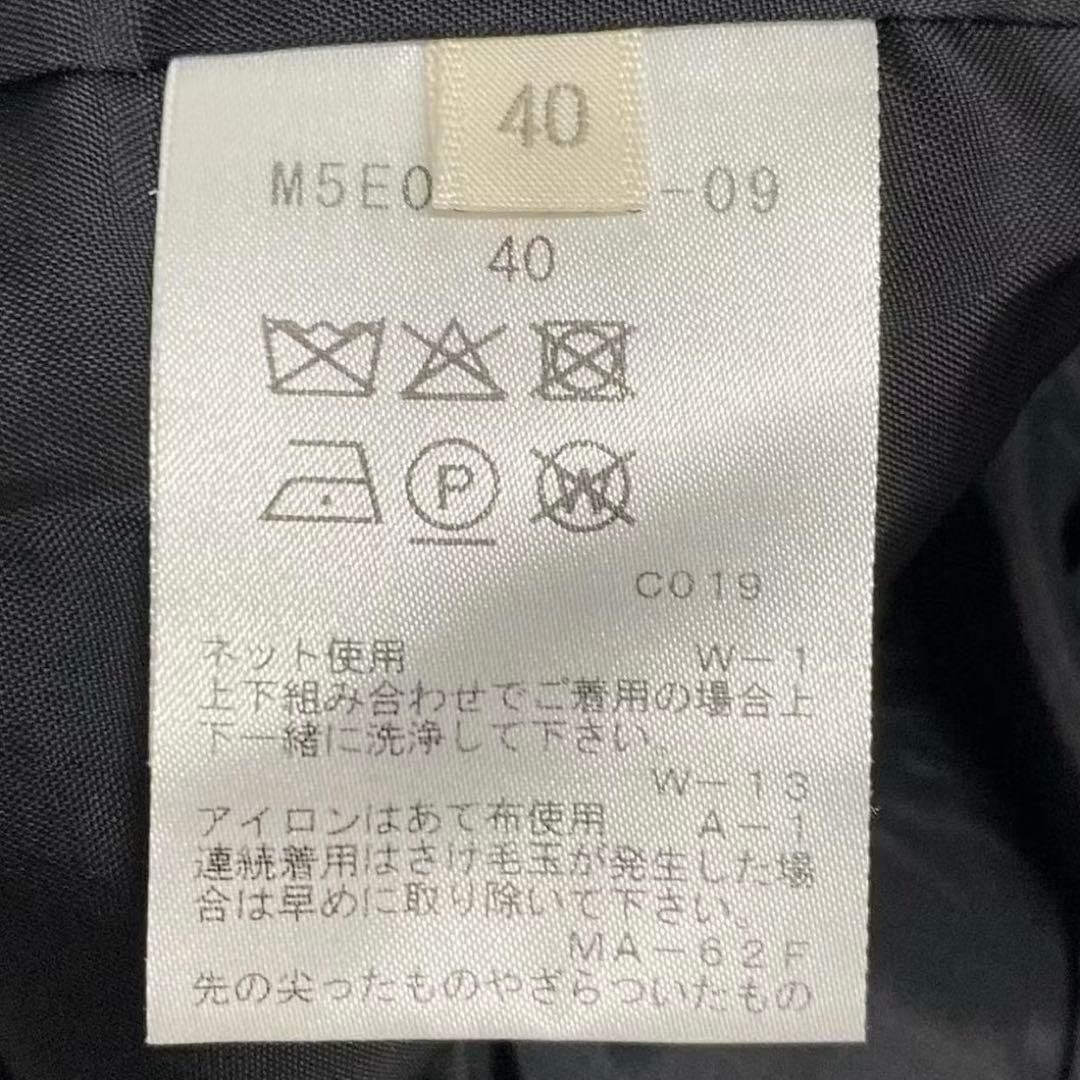 40
M5E0 -09
40
P
W
C019
ネット使用 W-1
上下組み合わせでご着用の場合上
下一緒に洗浄して下さい。
W-13
アイロンはあて布使用 A-1
連続着用はさけ毛玉が発生した場
合は早めに取り除いて下さい。
MA-62F
先の尖ったものやざらついたもの